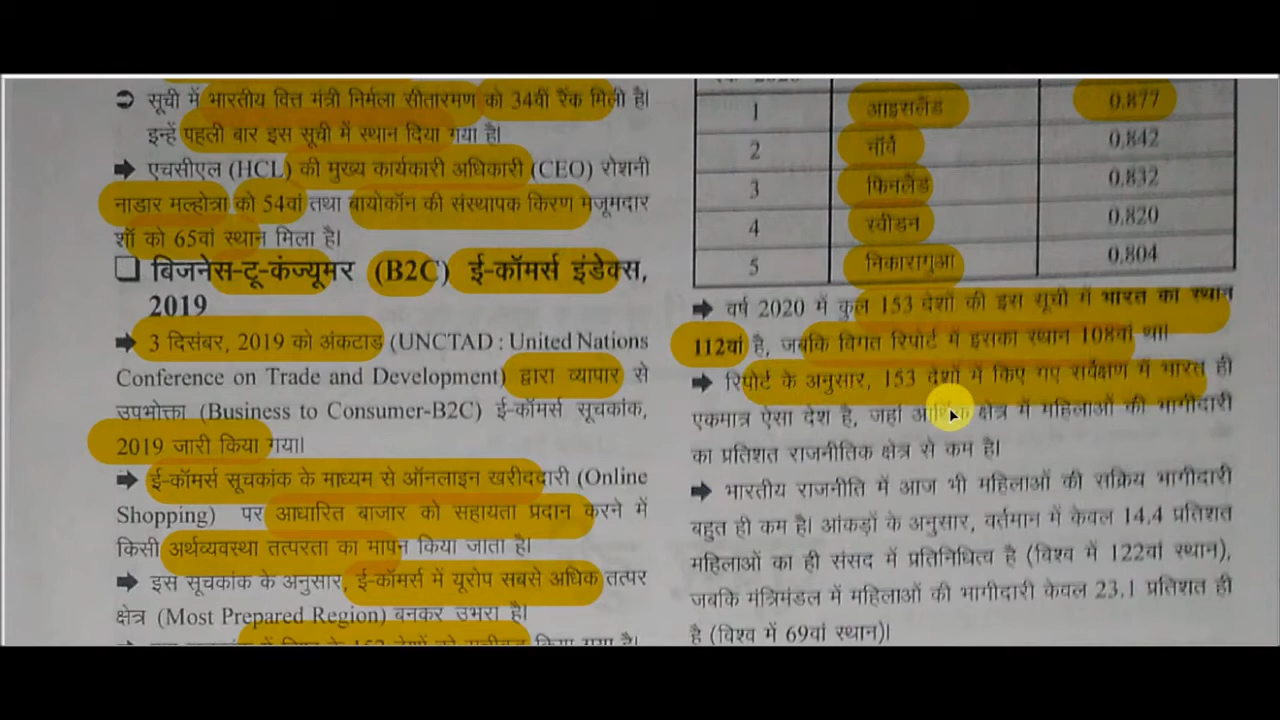 ➲ सूची में भारतीय वित्त मंत्री निर्मला सीतारमण को 34वीं रैंक मिली है।
इन्हें पहली बार इस सूची में स्थान दिया गया है।
➡ एचसीएल (HCL) की मुख्य कार्यकारी अधिकारी (CEO) रोशनी
नाडार मल्होत्रा को 54वां तथा बायोकॉन की संस्थापक किरण मजूमदार
शॉ को 65वां स्थान मिला है।
❑ बिजनेस-टू-कंज्यूमर (B2C) ई-कॉमर्स इंडेक्स,
2019
➡ 3 दिसंबर, 2019 को अंकटाड (UNCTAD : United Nations
Conference on Trade and Development) द्वारा व्यापार से
उपभोक्ता (Business to Consumer-B2C) ई-कॉमर्स सूचकांक,
2019 जारी किया गया।
➡ ई-कॉमर्स सूचकांक के माध्यम से ऑनलाइन खरीददारी (Online
Shopping) पर आधारित बाजार को सहायता प्रदान करने में
किसी अर्थव्यवस्था तत्परता का मापन किया जाता है।
➡ इस सूचकांक के अनुसार, ई-कॉमर्स में यूरोप सबसे अधिक तत्पर
क्षेत्र (Most Prepared Region) बनकर उभरा है।
1 आइसलैंड 0.877
2 नॉर्वे 0.842
3 फिनलैंड 0.832
4 स्वीडन 0.820
5 निकारागुआ 0.804
➡ वर्ष 2020 में कुल 153 देशों की इस सूची में भारत का स्थान
112वां है, जबकि विगत रिपोर्ट में इसका स्थान 108वां था।
➡ रिपोर्ट के अनुसार, 153 देशों में किए गए सर्वेक्षण में भारत ही
एकमात्र ऐसा देश है, जहां आर्थिक क्षेत्र में महिलाओं की भागीदारी
का प्रतिशत राजनीतिक क्षेत्र से कम है।
➡ भारतीय राजनीति में आज भी महिलाओं की सक्रिय भागीदारी
बहुत ही कम है। आंकड़ों के अनुसार, वर्तमान में केवल 14.4 प्रतिशत
महिलाओं का ही संसद में प्रतिनिधित्व है (विश्व में 122वां स्थान),
जबकि मंत्रिमंडल में महिलाओं की भागीदारी केवल 23.1 प्रतिशत ही
है (विश्व में 69वां स्थान)।